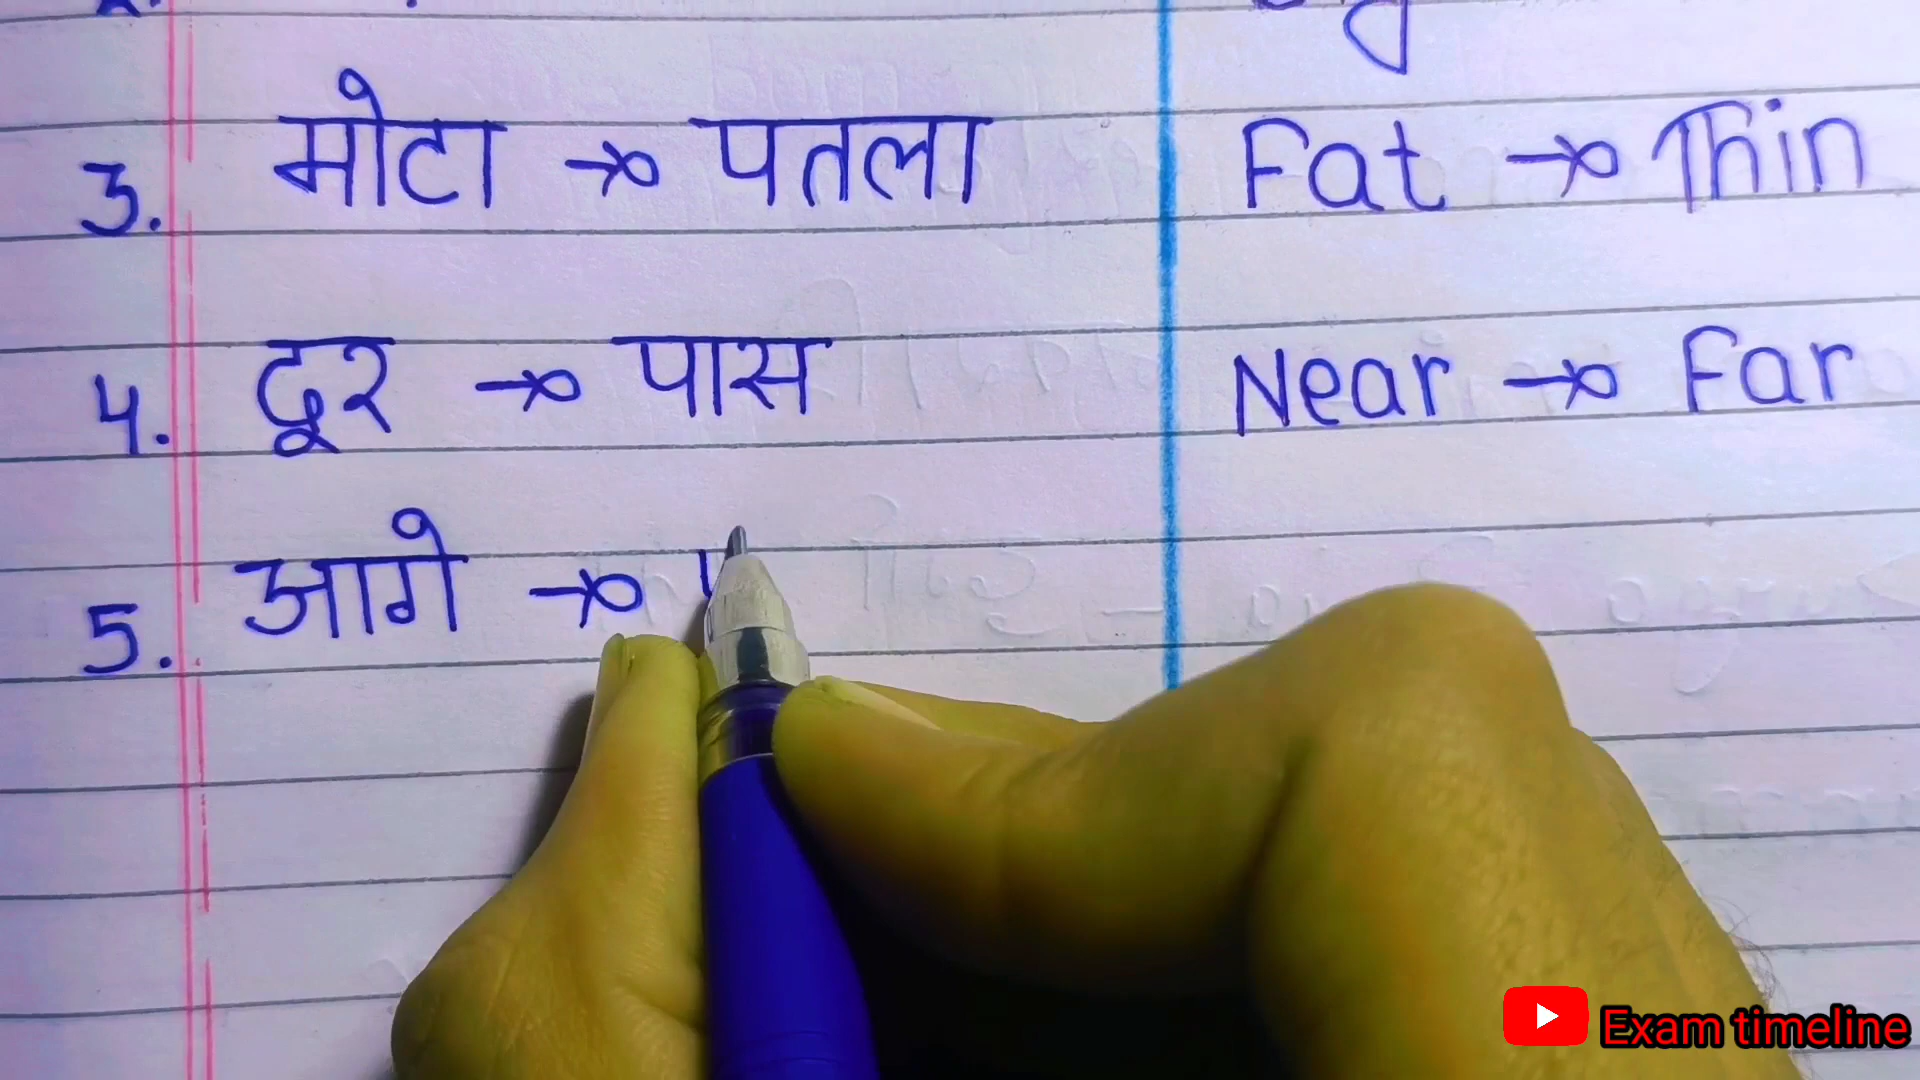 3. मोटा → पतला Fat → Thin
4. दूर → पास Near → Far
5. आगे →
Exam timeline